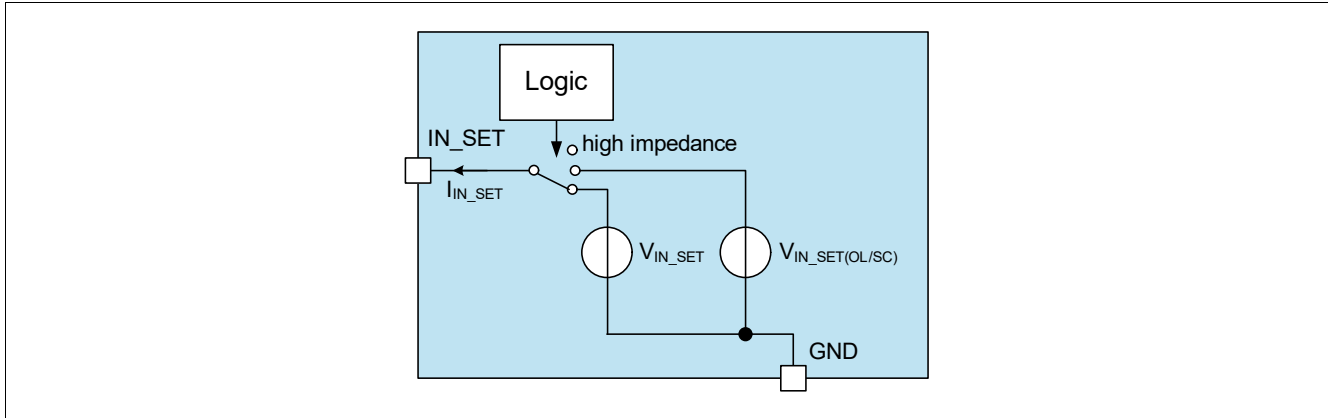 Logic
IN_SET
high impedance
I_IN_SET
V_IN_SET
V_IN_SET(OL/SC)
GND